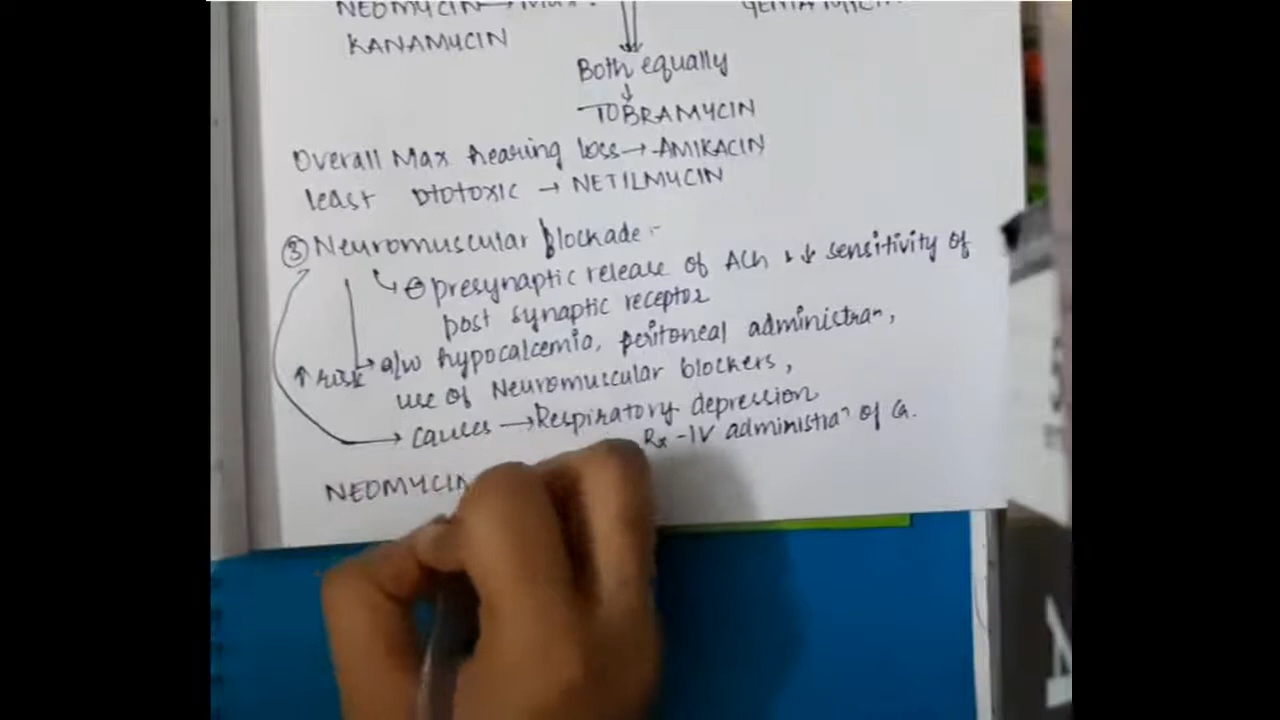 NEOMYCIN → Max.
KANAMYCIN
Both equally
↓
TOBRAMYCIN
Overall Max hearing loss → AMIKACIN
least ototoxic → NETILMYCIN
③ Neuromuscular blockade :-
↳ ⊖ presynaptic release of Ach & ↓ sensitivity of
post synaptic receptor
↑ risk → a/w hypocalcemia, peritoneal administran,
use of Neuromuscular blockers,
→ causes → Respiratory depression
Rx - IV administran of Ca.
NEOMYCIN